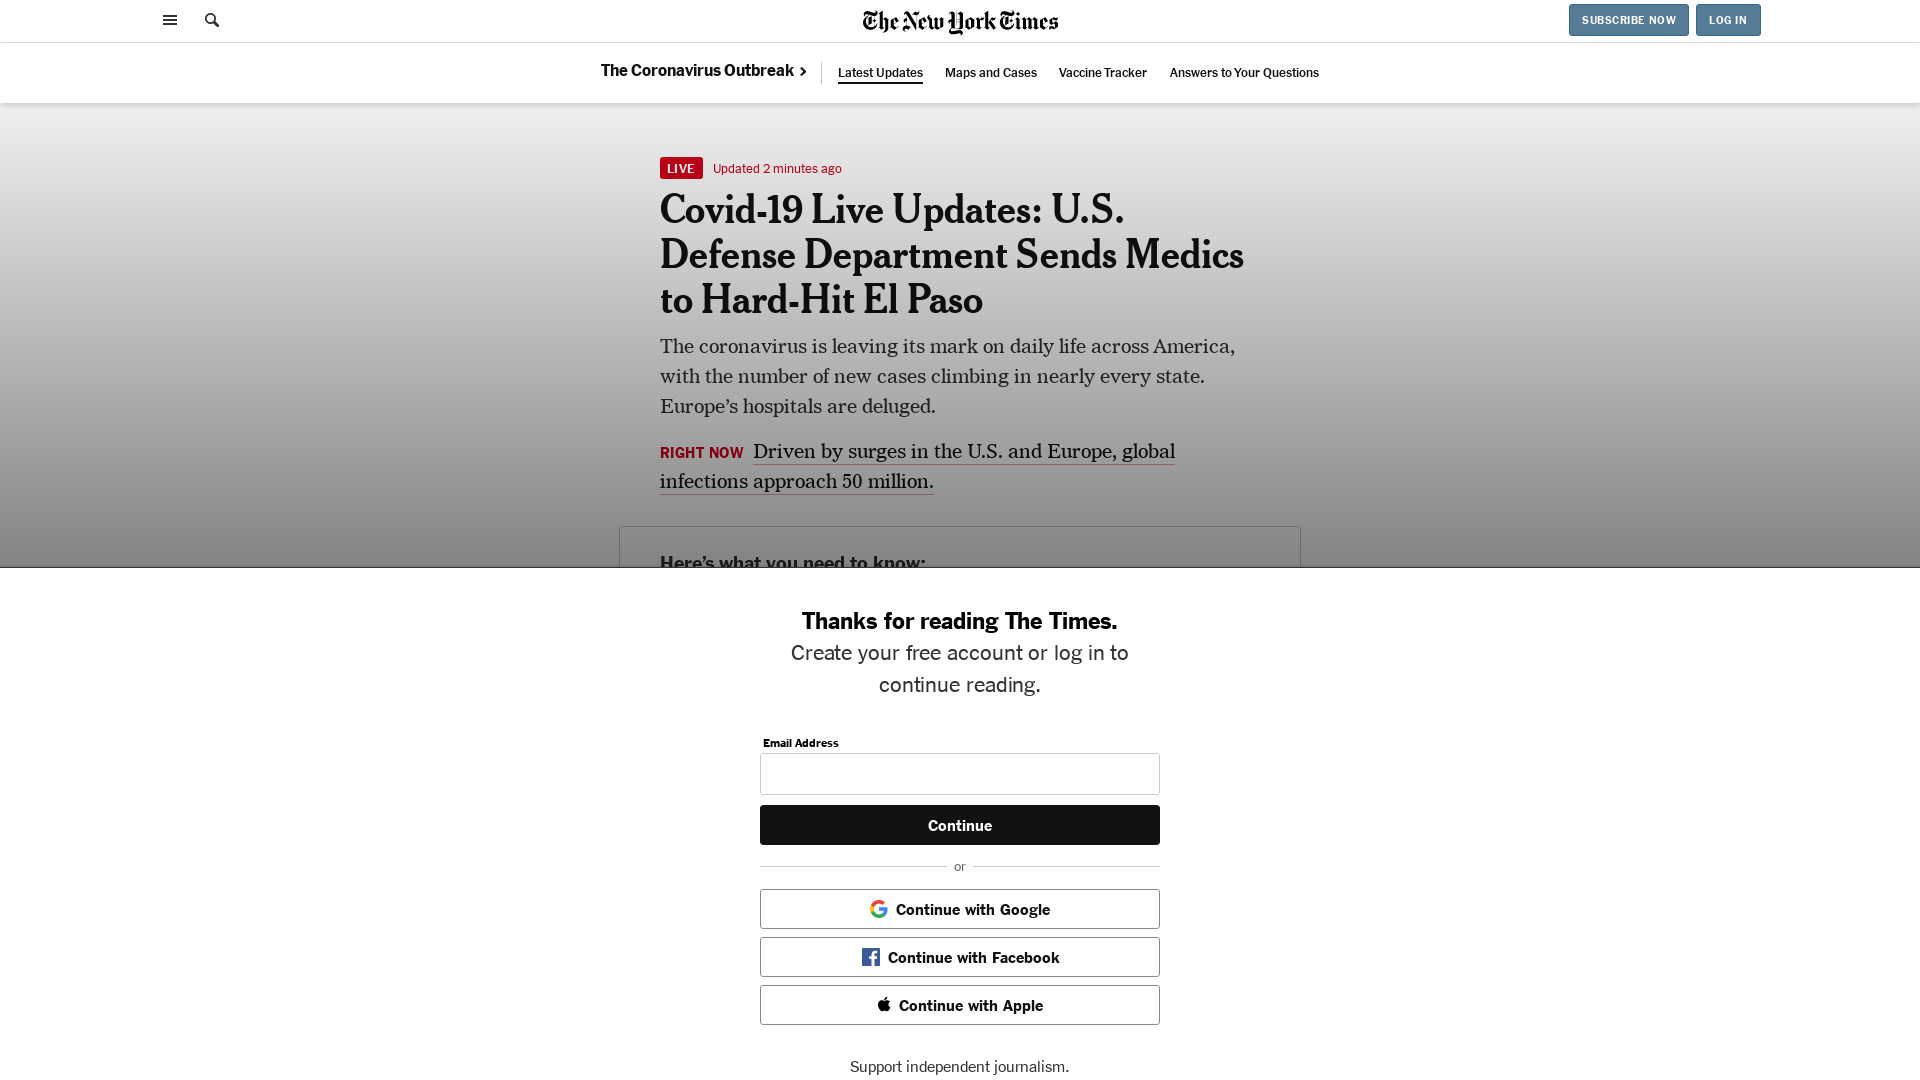 The New York Times
SUBSCRIBE NOW
LOG IN
The Coronavirus Outbreak
Latest Updates
Maps and Cases
Vaccine Tracker
Answers to Your Questions
LIVE
Updated 2 minutes ago
Covid-19 Live Updates: U.S.
Defense Department Sends Medics
to Hard-Hit El Paso
The coronavirus is leaving its mark on daily life across America,
with the number of new cases climbing in nearly every state.
Europe’s hospitals are deluged.
RIGHT NOW Driven by surges in the U.S. and Europe, global
infections approach 50 million.
Here’s what you need to know:
Thanks for reading The Times.
Create your free account or log in to
continue reading.
Email Address
Continue
or
Continue with Google
Continue with Facebook
Continue with Apple
Support independent journalism.